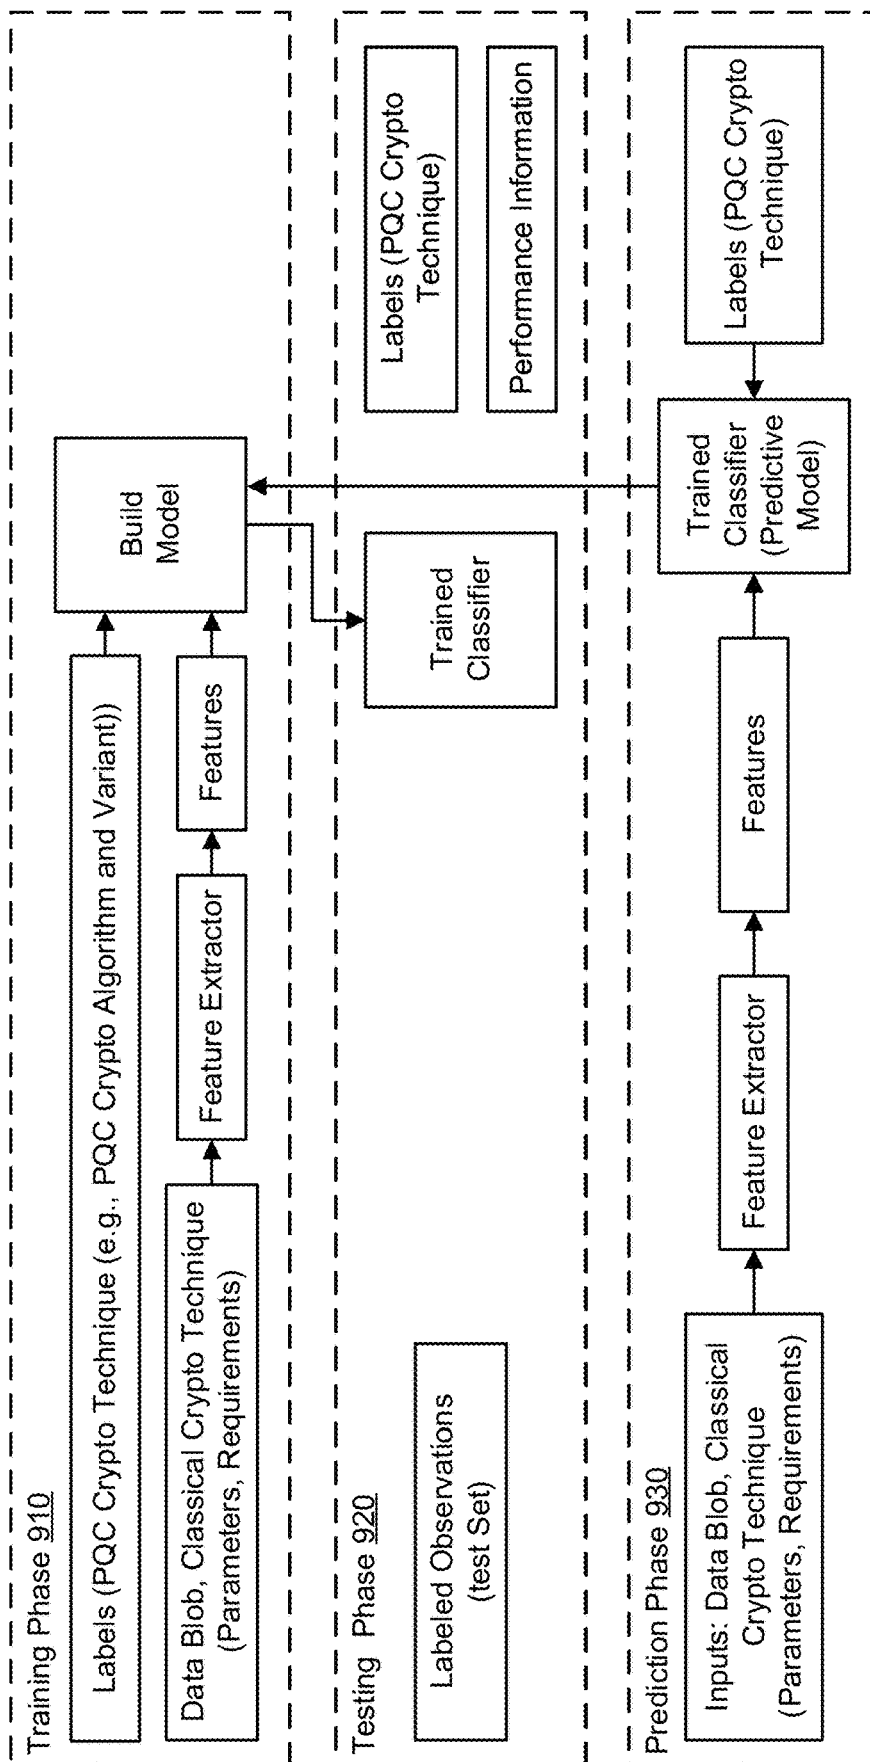 Training Phase 910
Labels (PQC Crypto Technique (e.g., PQC Crypto Algorithm and Variant))
Data Blob, Classical Crypto Technique
(Parameters, Requirements)
Feature Extractor
Features
Build
Model
Testing Phase 920
Labeled Observations
(test Set)
Trained
Classifier
Labels (PQC Crypto
Technique)
Performance Information
Prediction Phase 930
Inputs: Data Blob, Classical
Crypto Technique
(Parameters, Requirements)
Feature Extractor
Features
Trained
Classifier
(Predictive
Model)
Labels (PQC Crypto
Technique)